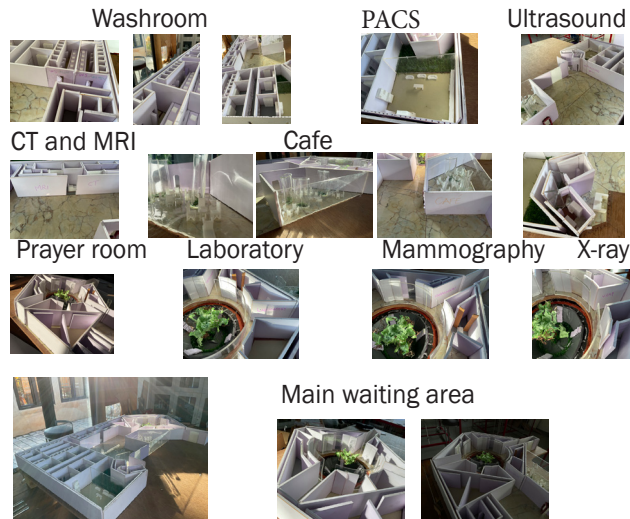 Washroom PACS Ultrasound
CT and MRI Cafe
Prayer room Laboratory Mammography X-ray
Main waiting area